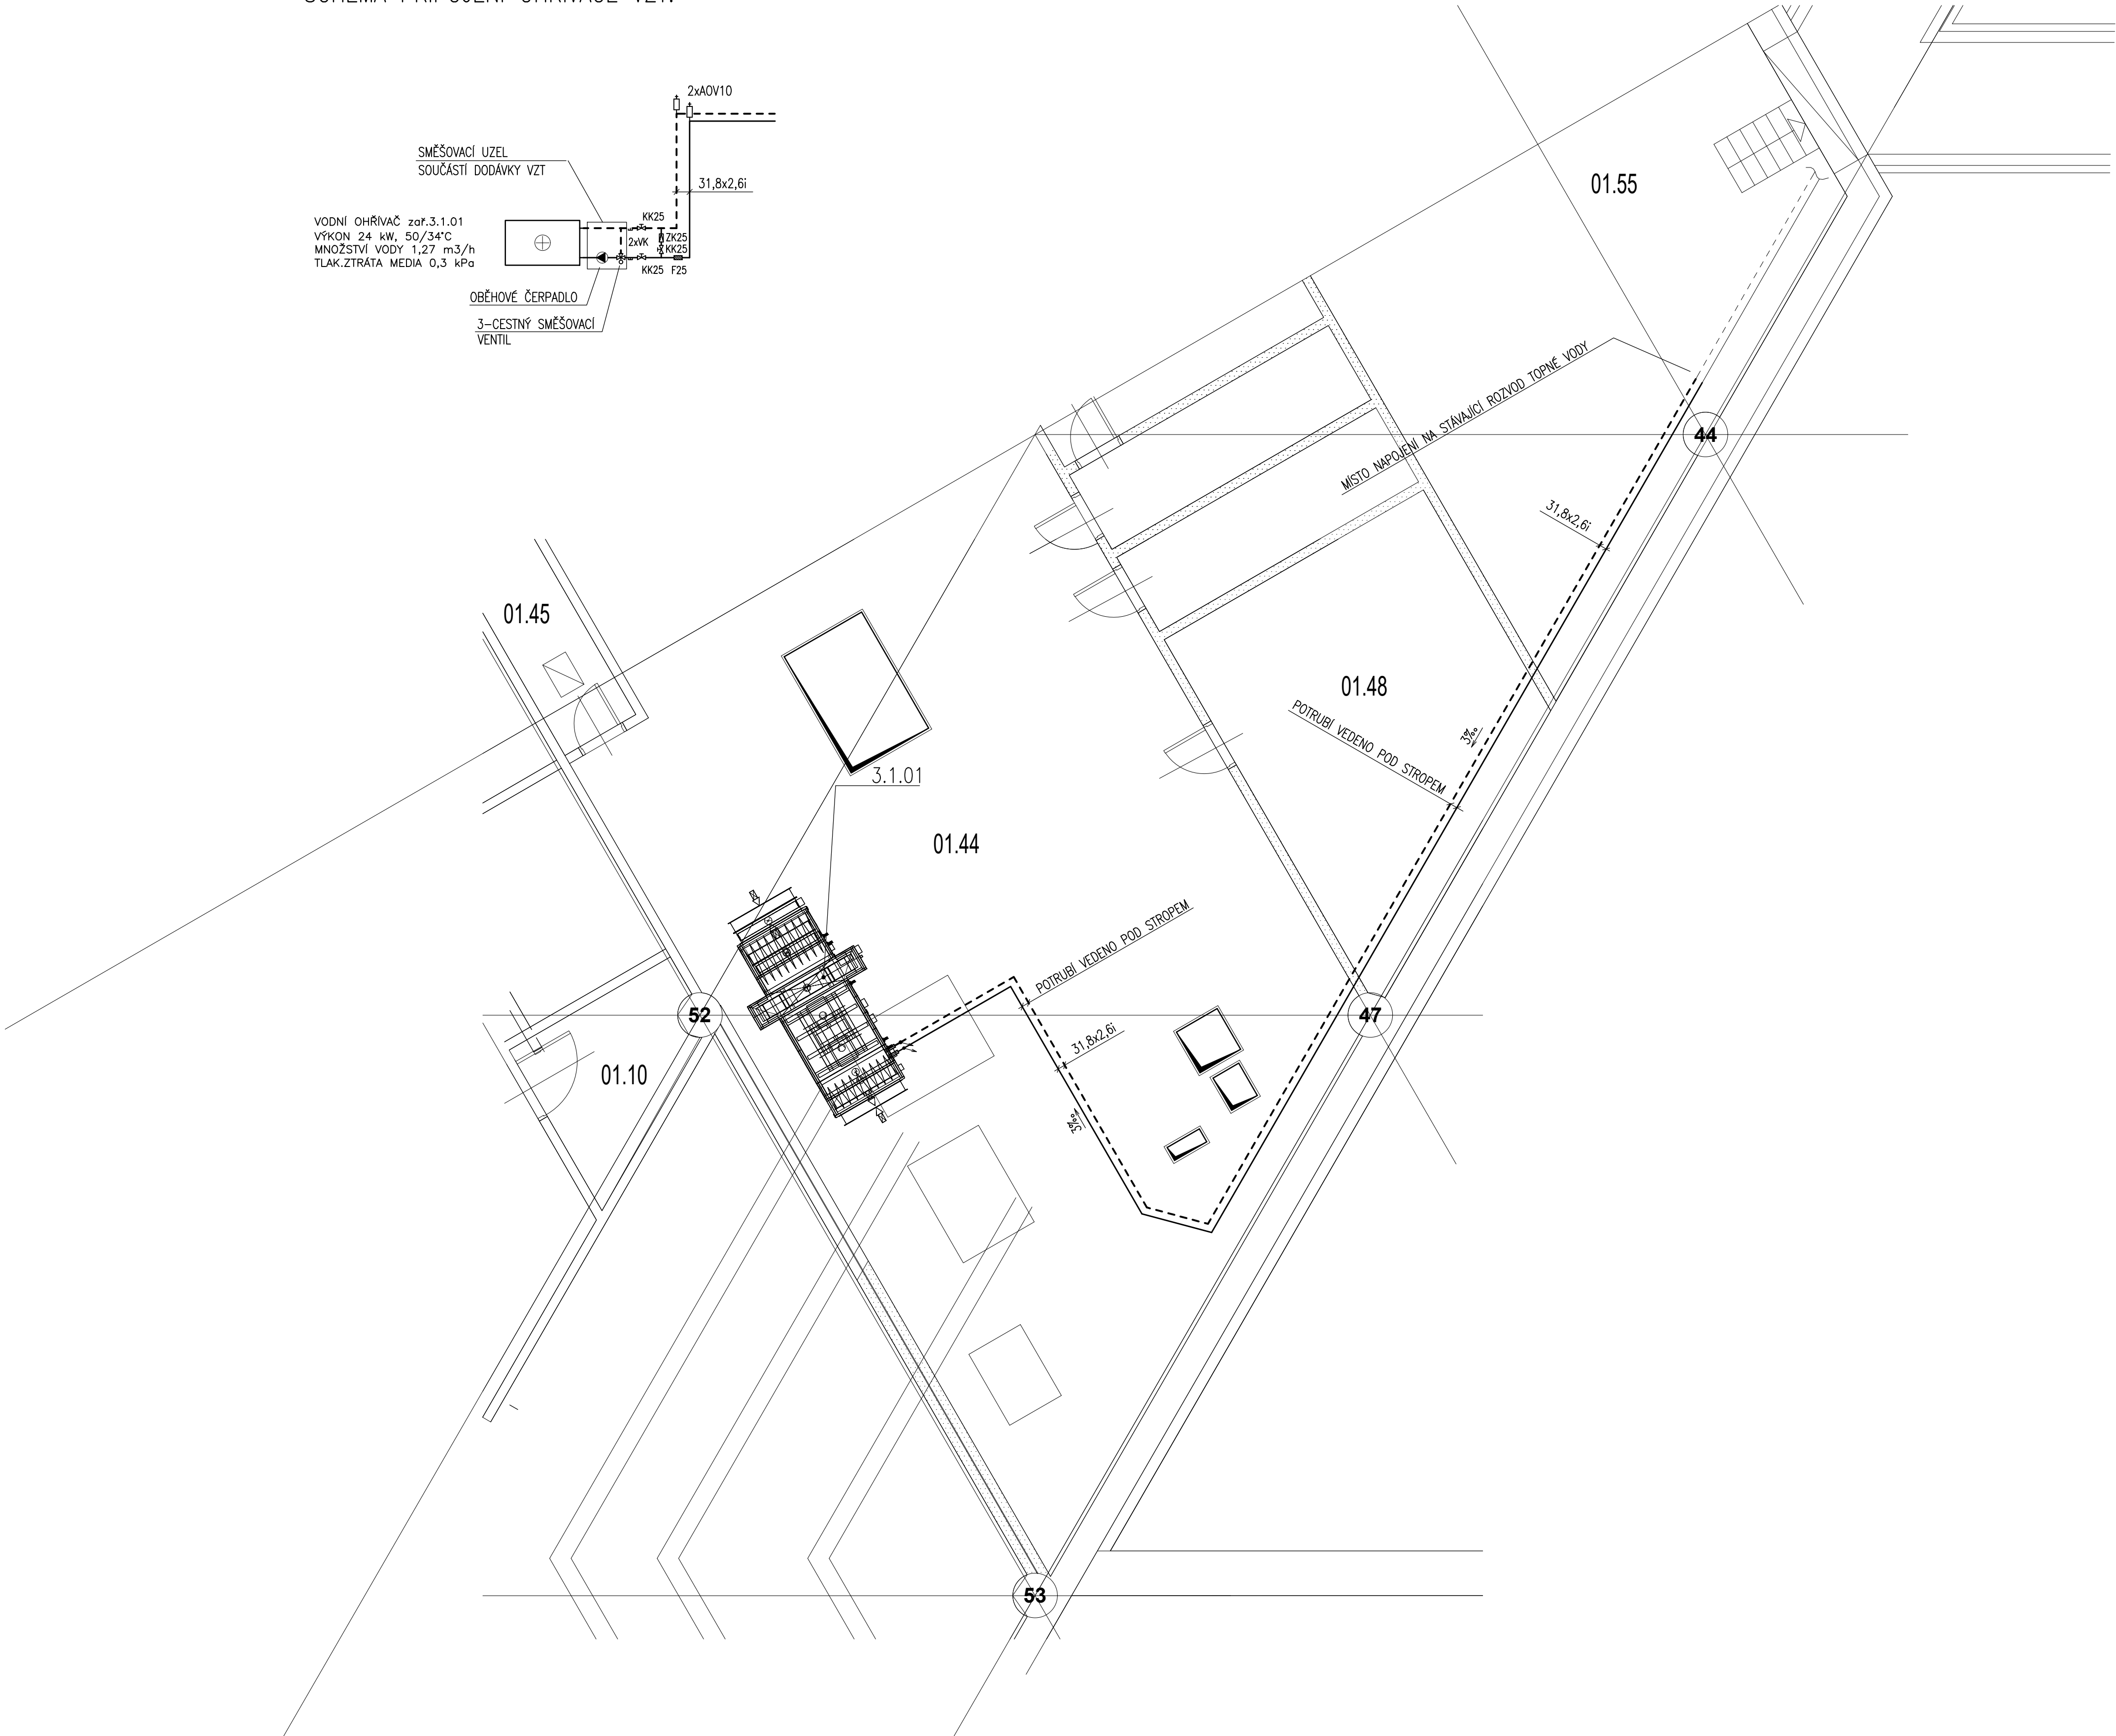 2xAOV10
SMĚŠOVACÍ UZEL
SOUČÁSTÍ DODÁVKY VZT
31,8x2,6i
VODNÍ OHŘÍVAČ zař.3.1.01
VÝKON 24 kW, 50/34°C
MNOŽSTVÍ VODY 1,27 m3/h
TLAK.ZTRÁTA MEDIA 0,3 kPa
KK25
2xVK
ZK25
KK25
KK25
F25
OBĚHOVÉ ČERPADLO
3-CESTNÝ SMĚŠOVACÍ
VENTIL
01.55
MÍSTO NAPOJENÍ NA STÁVAJÍCÍ ROZVOD TOPNÉ VODY
44
31,8x2,6i
01.45
01.48
POTRUBÍ VEDENO POD STROPEM
3‰
3.1.01
01.44
POTRUBÍ VEDENO POD STROPEM
52
47
31,8x2,6i
01.10
3‰
53